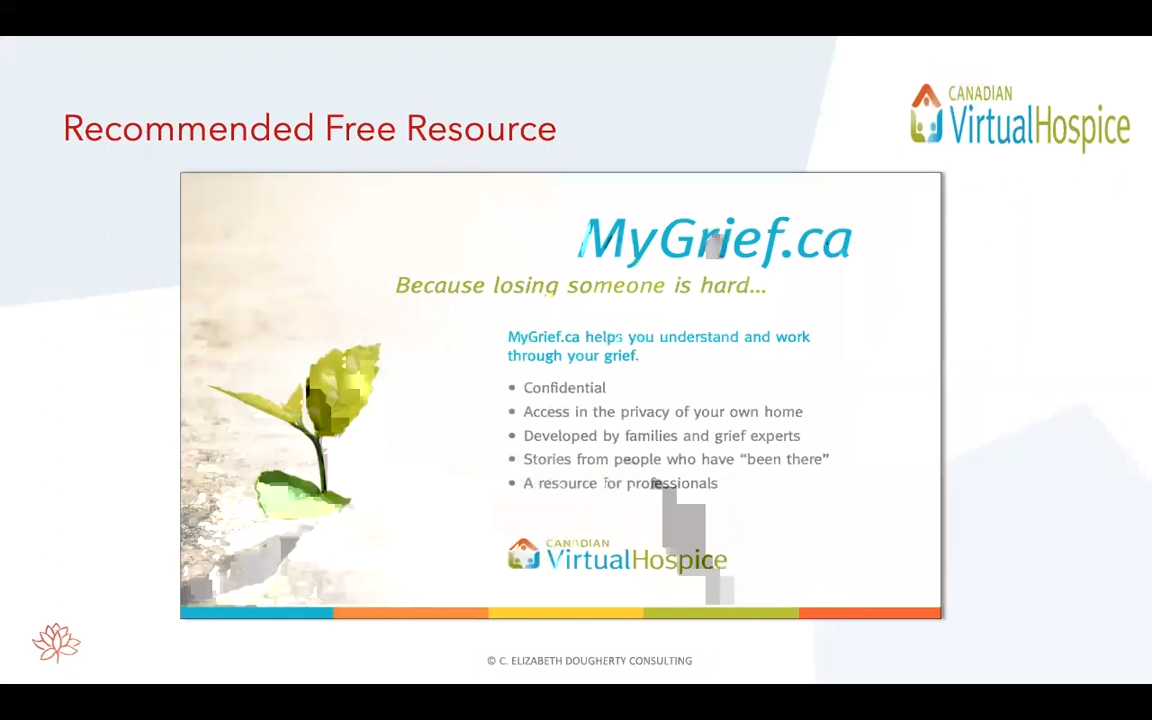 Recommended Free Resource
CANADIAN
VirtualHospice
MyGrief.ca
Because losing someone is hard...
MyGrief.ca helps you understand and work
through your grief.
• Confidential
• Access in the privacy of your own home
• Developed by families and grief experts
• Stories from people who have “been there”
• A resource for professionals
CANADIAN
VirtualHospice
© C. ELIZABETH DOUGHERTY CONSULTING